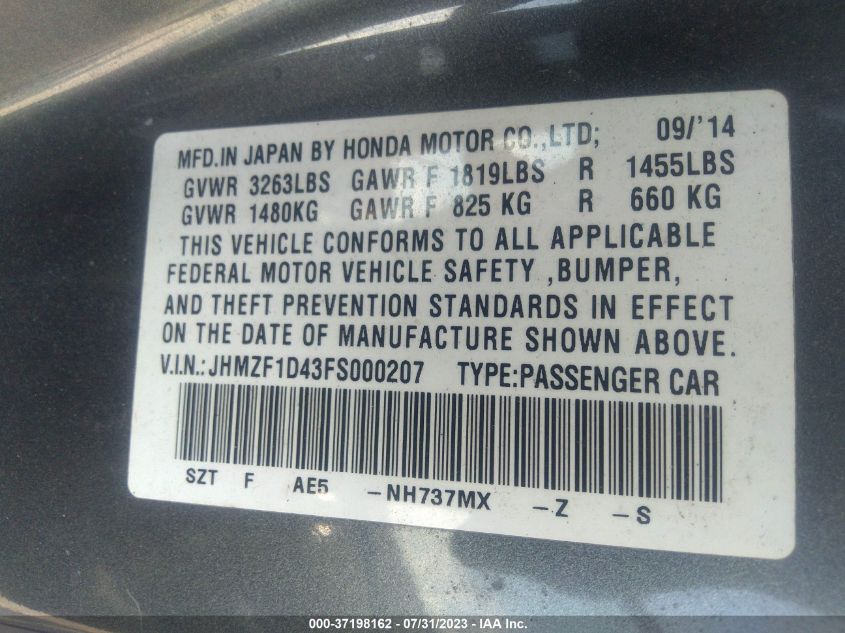 MFD.IN JAPAN BY HONDA MOTOR CO.,LTD; 09/'14
GVWR 3263LBS GAWR F 1819LBS R 1455LBS
GVWR 1480KG GAWR F 825 KG R 660 KG
THIS VEHICLE CONFORMS TO ALL APPLICABLE
FEDERAL MOTOR VEHICLE SAFETY ,BUMPER,
AND THEFT PREVENTION STANDARDS IN EFFECT
ON THE DATE OF MANUFACTURE SHOWN ABOVE.
V.I.N.:JHMZF1D43FS000207 TYPE:PASSENGER CAR
SZT F AE5 -NH737MX -Z -S
000-37198162 - 07/31/2023 - © IAA Inc.